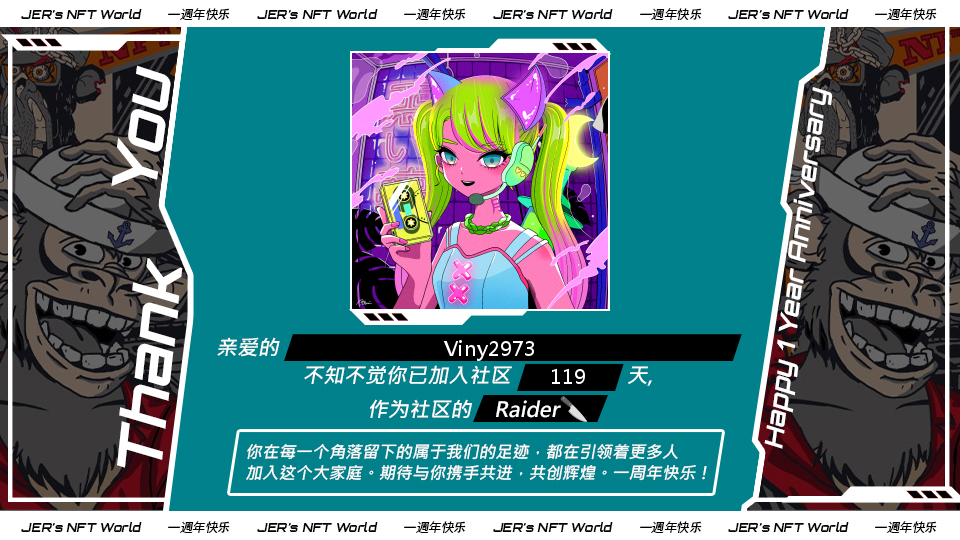 JER's NFT World 一週年快乐 JER's NFT World 一週年快乐 JER's NFT World 一週年快乐 JER's NFT World 一週年快乐
Thank You
Happy 1 Year Anniversary
亲爱的 Viny2973
不知不觉你已加入社区 119 天,
作为社区的 Raider🔪
你在每一个角落留下的属于我们的足迹，都在引领着更多人
加入这个大家庭。期待与你携手共进，共创辉煌。一周年快乐！
JER's NFT World 一週年快乐 JER's NFT World 一週年快乐 JER's NFT World 一週年快乐 JER's NFT World 一週年快乐